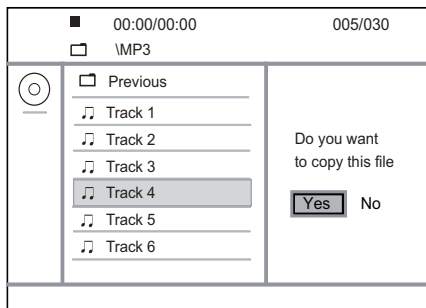 00:00/00:00 005/030
\MP3
Previous
Track 1
Track 2
Track 3
Track 4
Track 5
Track 6
Do you want
to copy this file
Yes No